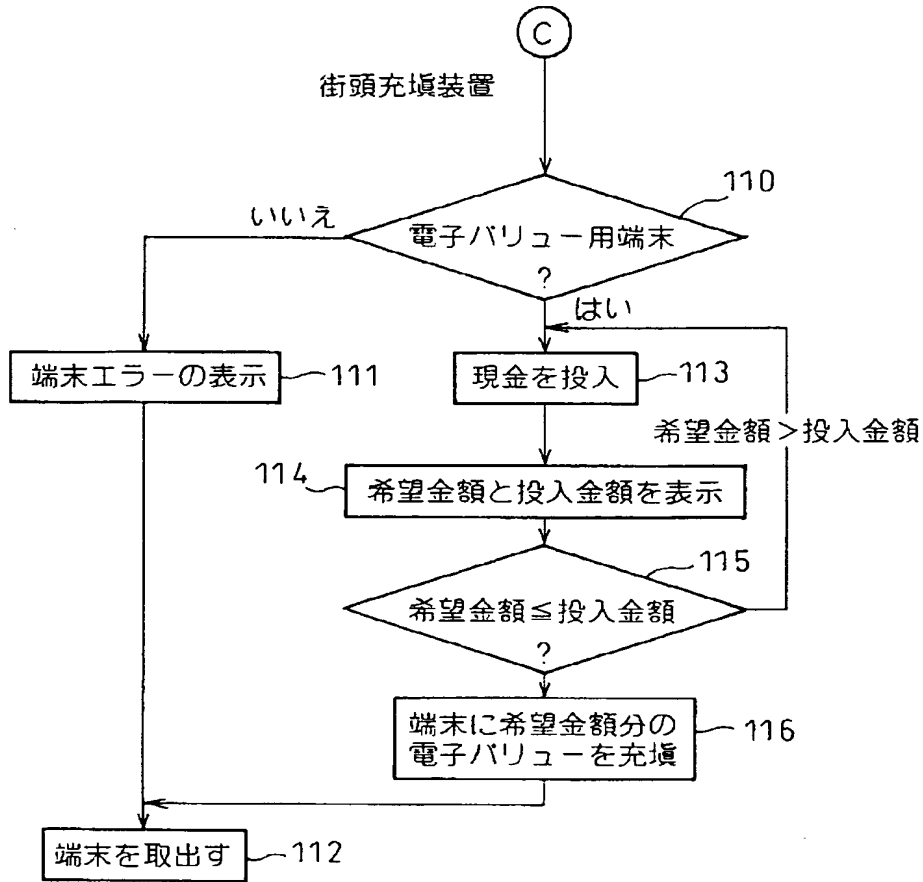 C
街頭充塡装置
110
いいえ
電子バリュー用端末
?
はい
端末エラーの表示
111
現金を投入
113
希望金額>投入金額
114
希望金額と投入金額を表示
115
希望金額≦投入金額
?
端末に希望金額分の
電子バリューを充塡
116
端末を取出す
112